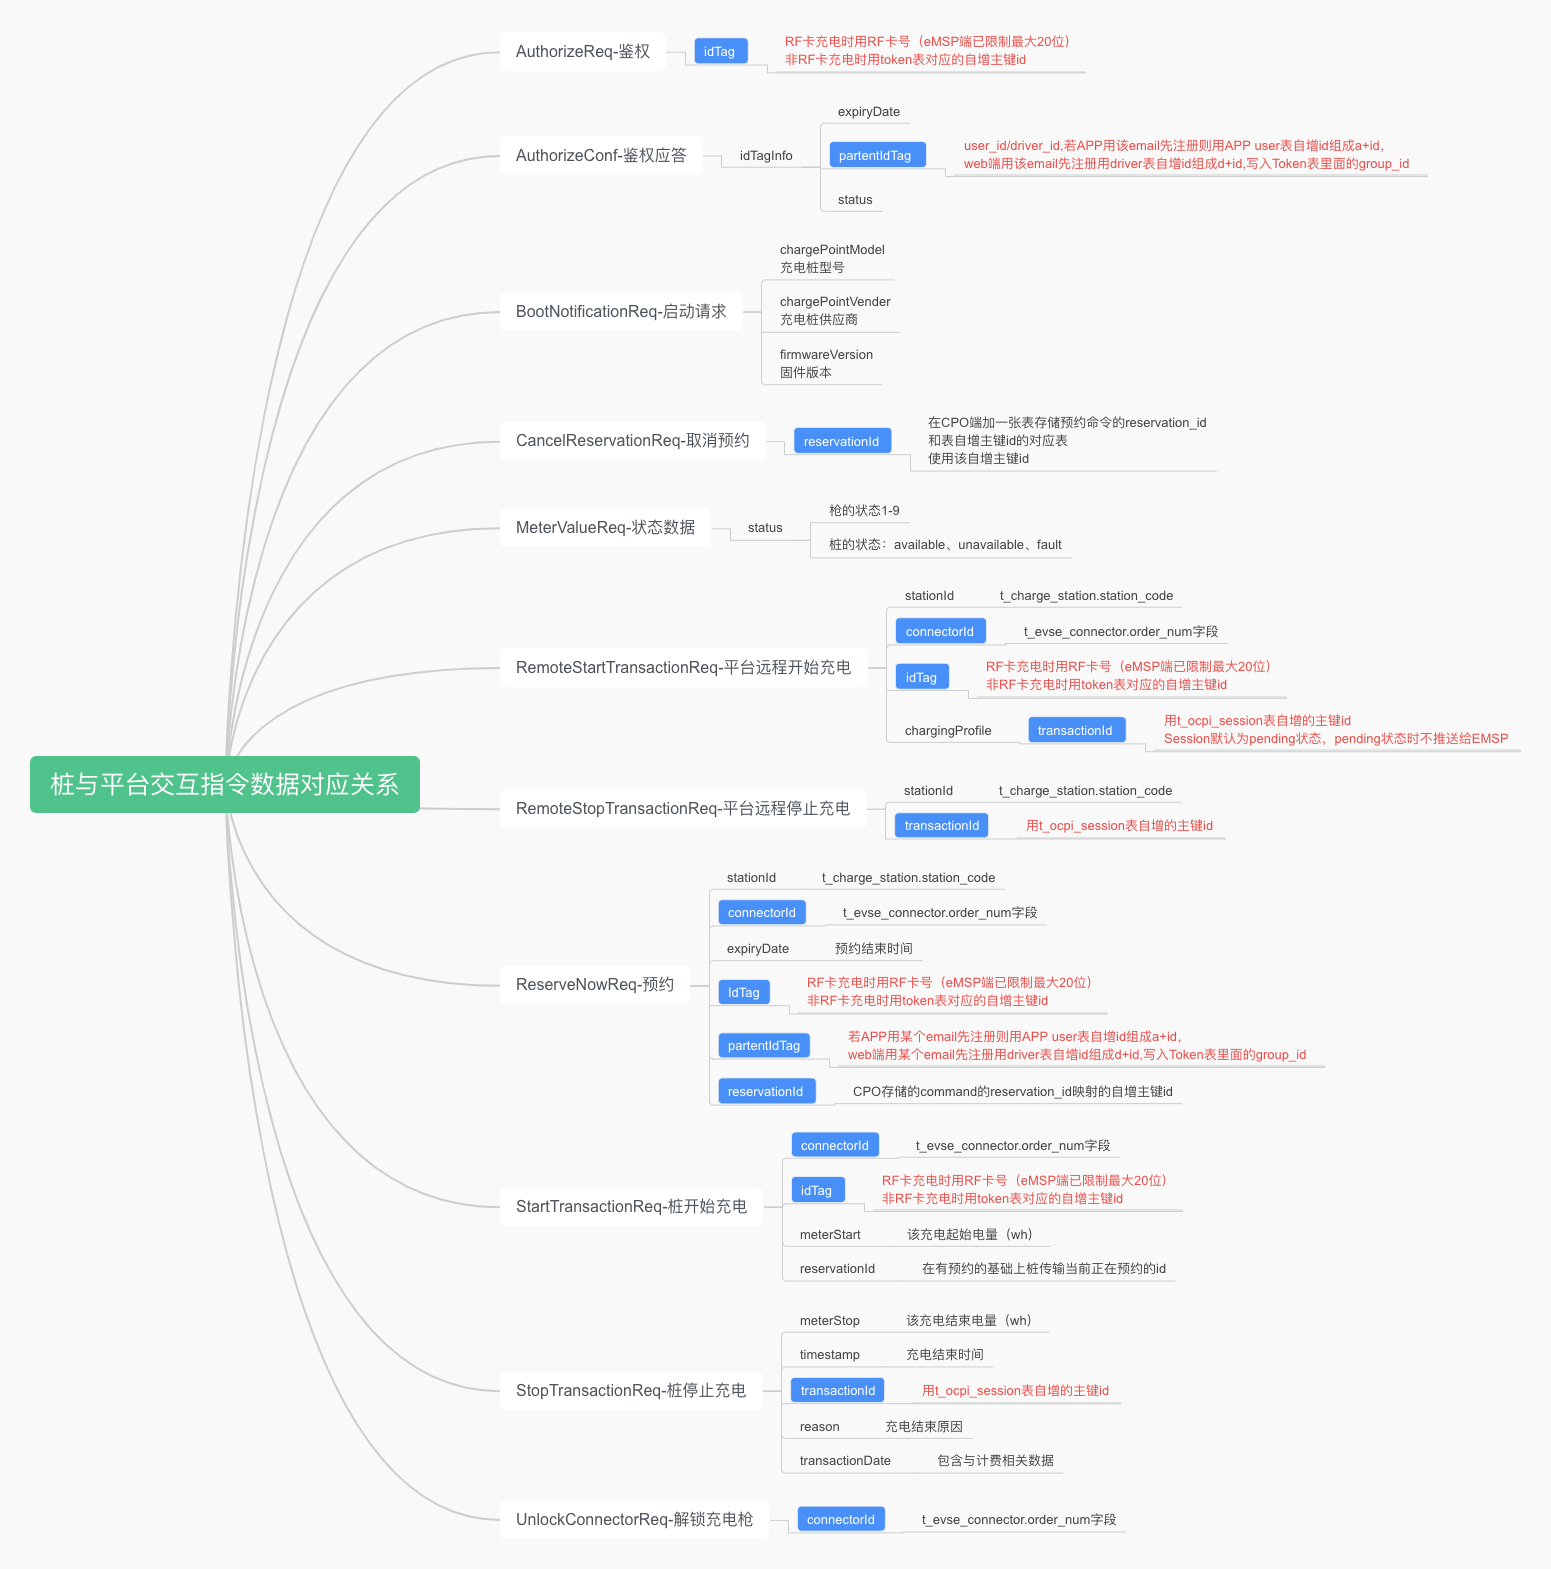 桩与平台交互指令数据对应关系
AuthorizeReq-鉴权
idTag
RF卡充电时用RF卡号（eMSP端已限制最大20位）
非RF卡充电时用token表对应的自增主键id
AuthorizeConf-鉴权应答
idTagInfo
expiryDate
partentIdTag
user_id/driver_id,若APP用该email先注册则用APP user表自增id组成a+id，
web端用该email先注册用driver表自增id组成d+id,写入Token表里面的group_id
status
BootNotificationReq-启动请求
chargePointModel
充电桩型号
chargePointVender
充电桩供应商
firmwareVersion
固件版本
CancelReservationReq-取消预约
reservationId
在CPO端加一张表存储预约命令的reservation_id
和表自增主键id的对应表
使用该自增主键id
MeterValueReq-状态数据
status
枪的状态1-9
桩的状态：available、unavailable、fault
RemoteStartTransactionReq-平台远程开始充电
stationId
t_charge_station.station_code
connectorId
t_evse_connector.order_num字段
idTag
RF卡充电时用RF卡号（eMSP端已限制最大20位）
非RF卡充电时用token表对应的自增主键id
chargingProfile
transactionId
用t_ocpi_session表自增的主键id
Session默认为pending状态，pending状态时不推送给EMSP
RemoteStopTransactionReq-平台远程停止充电
stationId
t_charge_station.station_code
transactionId
用t_ocpi_session表自增的主键id
ReserveNowReq-预约
stationId
t_charge_station.station_code
connectorId
t_evse_connector.order_num字段
expiryDate
预约结束时间
IdTag
RF卡充电时用RF卡号（eMSP端已限制最大20位）
非RF卡充电时用token表对应的自增主键id
partentIdTag
若APP用某个email先注册则用APP user表自增id组成a+id，
web端用某个email先注册用driver表自增id组成d+id,写入Token表里面的group_id
reservationId
CPO存储的command的reservation_id映射的自增主键id
StartTransactionReq-桩开始充电
connectorId
t_evse_connector.order_num字段
idTag
RF卡充电时用RF卡号（eMSP端已限制最大20位）
非RF卡充电时用token表对应的自增主键id
meterStart
该充电起始电量（wh）
reservationId
在有预约的基础上桩传输当前正在预约的id
StopTransactionReq-桩停止充电
meterStop
该充电结束电量（wh）
timestamp
充电结束时间
transactionId
用t_ocpi_session表自增的主键id
reason
充电结束原因
transactionDate
包含与计费相关数据
UnlockConnectorReq-解锁充电枪
connectorId
t_evse_connector.order_num字段